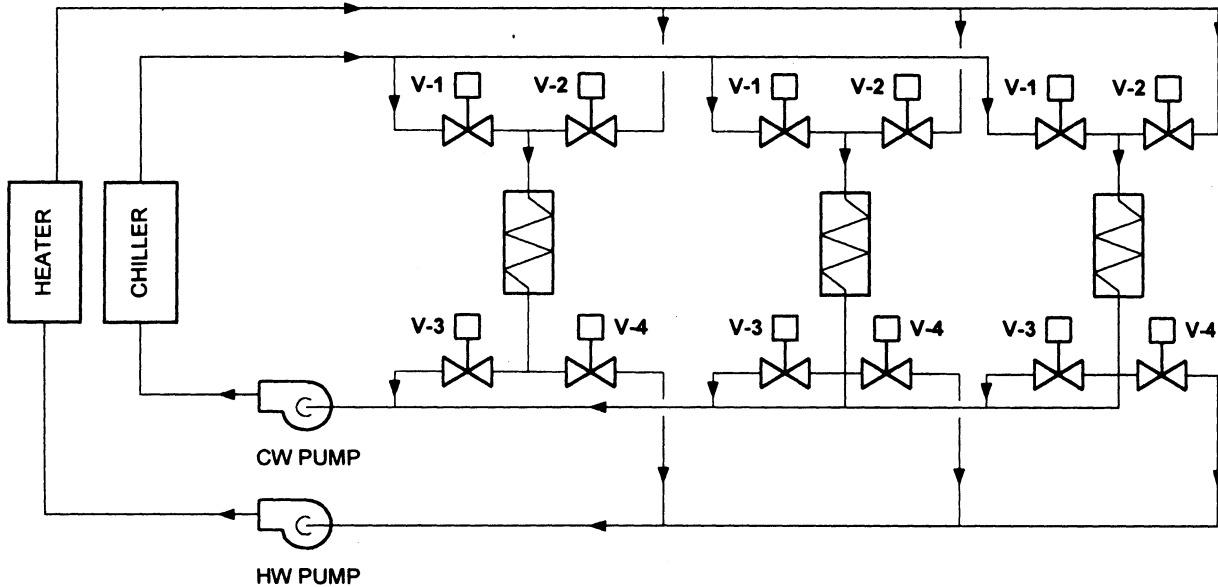 V-1
V-2
V-1
V-2
V-1
V-2
HEATER
CHILLER
V-3
V-4
V-3
V-4
V-3
V-4
CW PUMP
HW PUMP